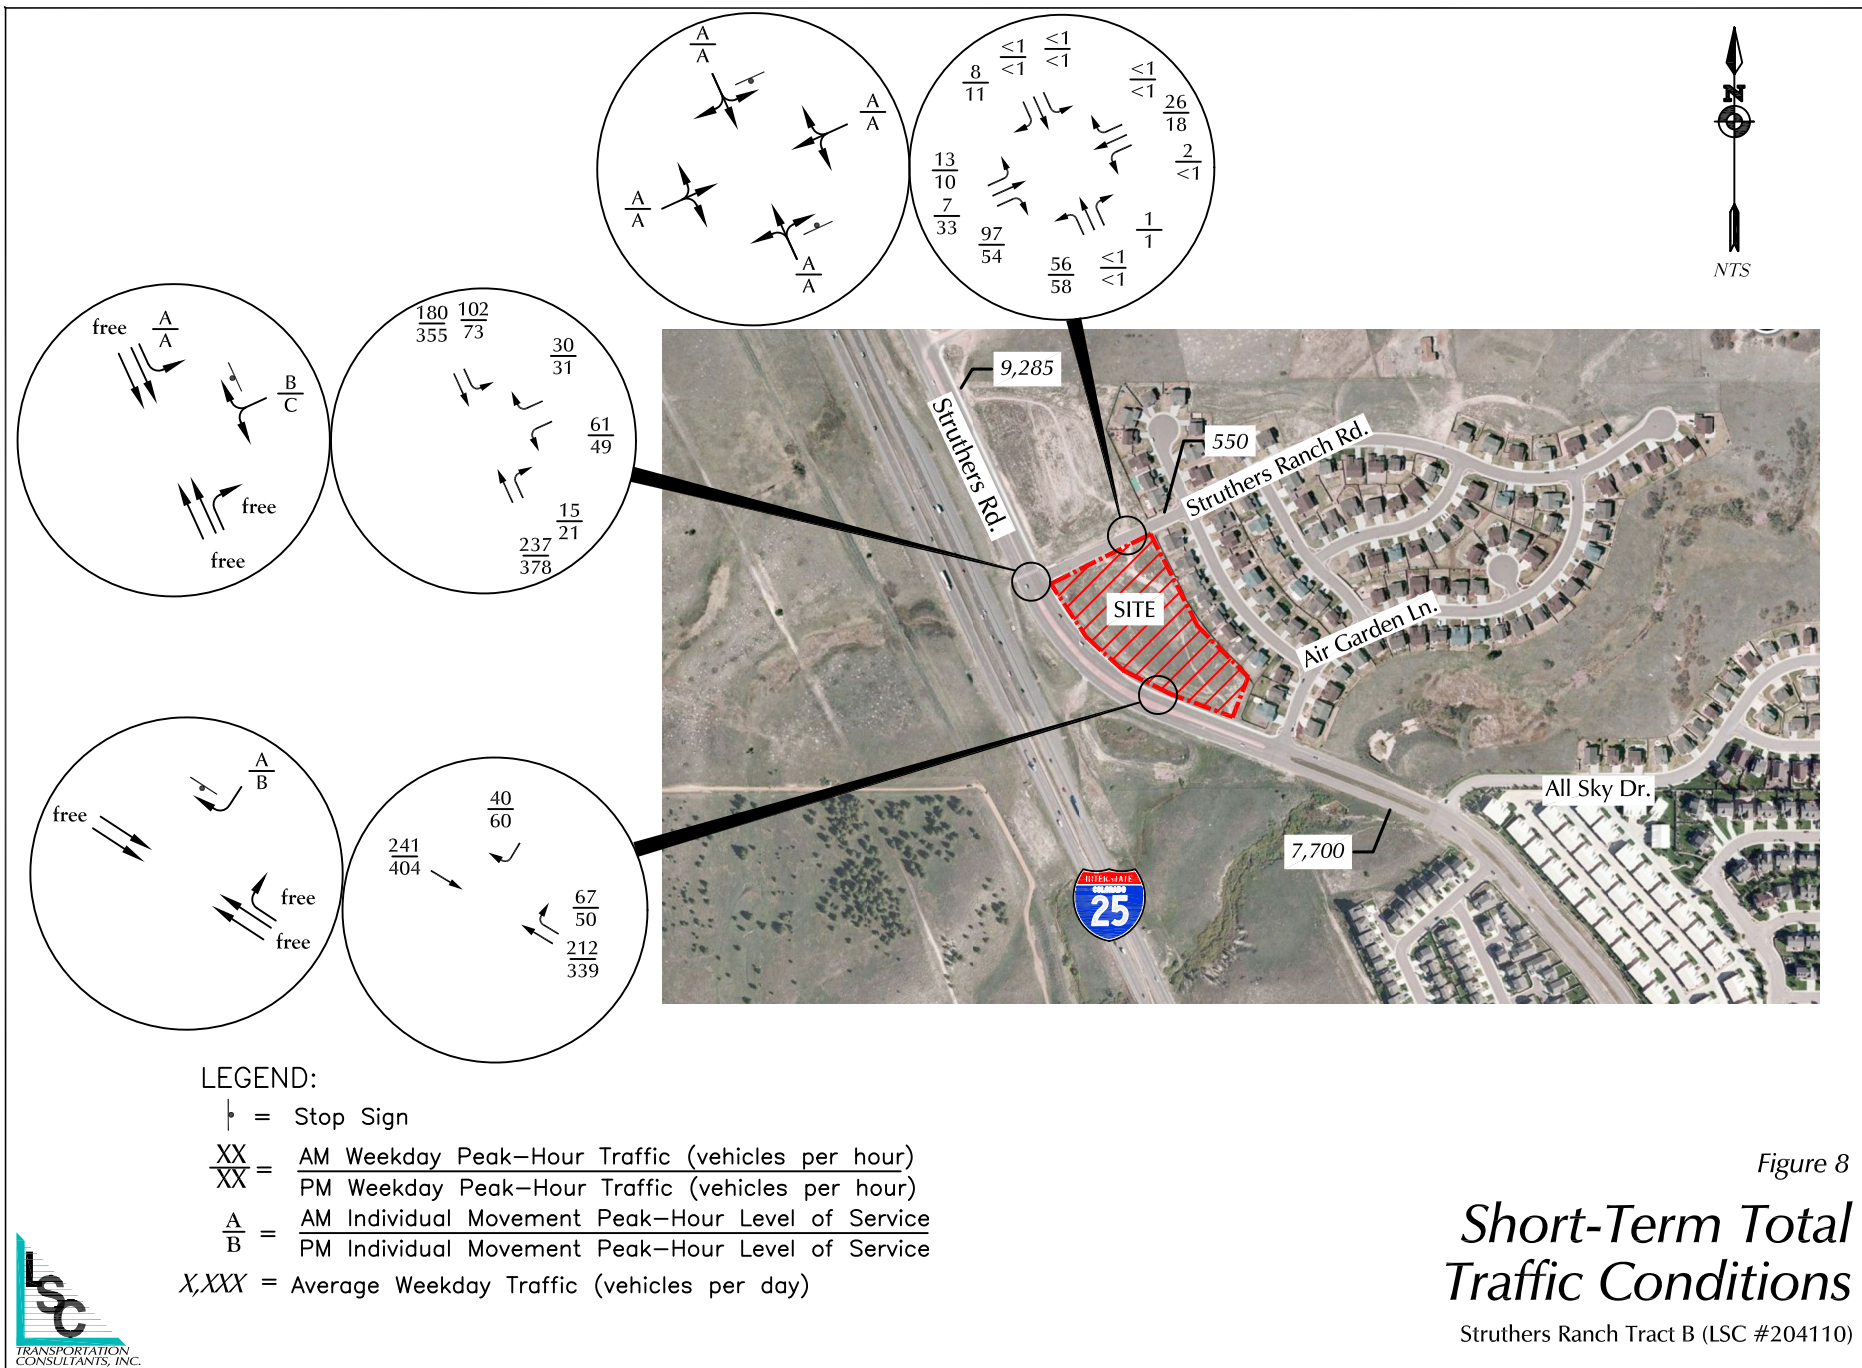 A
A
A
A
A
A
A
A
8
11
<1
<1
<1
<1
<1
<1
26
18
2
<1
13
10
7
33
97
54
56
58
<1
<1
1
1
N
NTS
free
A
A
B
C
free
free
180
355
102
73
30
31
61
49
15
21
237
378
free
A
B
free
free
241
404
40
60
67
50
212
339
9,285
Struthers Rd.
550
Struthers Ranch Rd.
SITE
Air Garden Ln.
All Sky Dr.
7,700
INTERSTATE
COLORADO
25
LEGEND:
= Stop Sign
XX
XX
=
AM Weekday Peak-Hour Traffic (vehicles per hour)
PM Weekday Peak-Hour Traffic (vehicles per hour)
A
B
=
AM Individual Movement Peak-Hour Level of Service
PM Individual Movement Peak-Hour Level of Service
X,XXX = Average Weekday Traffic (vehicles per day)
LSC
TRANSPORTATION
CONSULTANTS, INC.
Figure 8
Short-Term Total
Traffic Conditions
Struthers Ranch Tract B (LSC #204110)